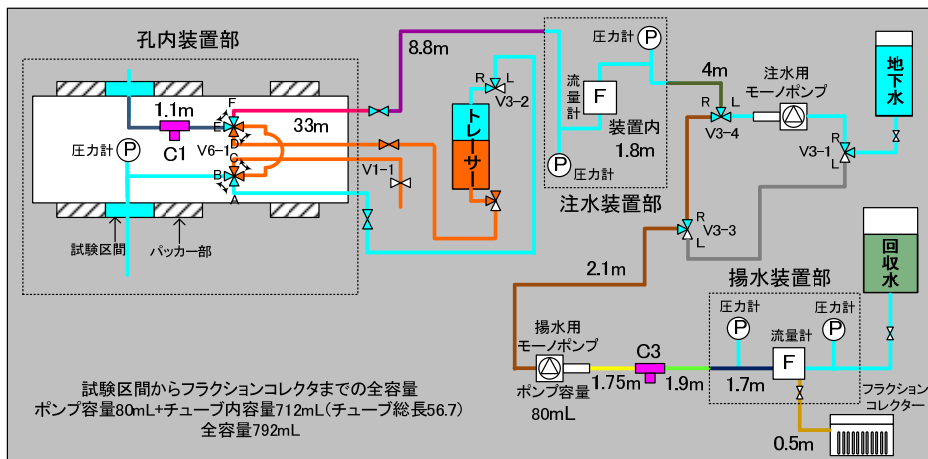 孔内装置部
1.1m
C1
圧力計
P
V6-1
F
E
D
C
B
A
33m
V1-1
試験区間
パッカー部
8.8m
R
L
V3-2
トレーサー
圧力計
P
流量計
F
装置内
1.8m
P
圧力計
注水装置部
4m
R
L
V3-4
注水用
モーノポンプ
R
V3-1
L
地下水
R
V3-3
L
2.1m
揚水用
モーノポンプ
ポンプ容量
80mL
1.75m
C3
1.9m
揚水装置部
圧力計
P
1.7m
流量計
F
圧力計
P
回収水
フラクション
コレクター
0.5m
試験区間からフラクションコレクタまでの全容量
ポンプ容量80mL+チューブ内容量712mL(チューブ総長56.7)
全容量792mL